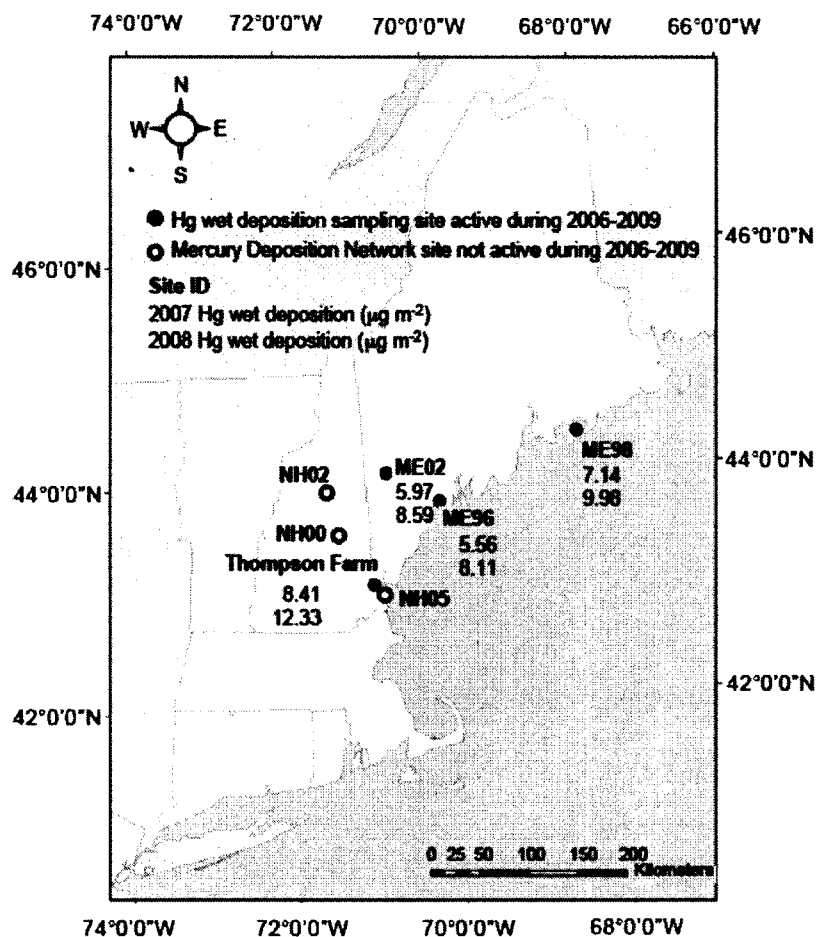 74°0'0"W 72°0'0"W 70°0'0"W 68°0'0"W 66°0'0"W
N
W E
S
Hg wet deposition sampling site active during 2006-2009
Mercury Deposition Network site not active during 2006-2009
46°0'0"N
46°0'0"N
Site ID
2007 Hg wet deposition (µg m-2)
2008 Hg wet deposition (µg m-2)
ME98
7.14
9.98
44°0'0"N
44°0'0"N
NH02
ME02
5.97
8.59
ME96
5.56
8.11
NH00
Thompson Farm
8.41
12.33
NH05
42°0'0"N
42°0'0"N
0 25 50 100 150 200
Kilometers
74°0'0"W 72°0'0"W 70°0'0"W 68°0'0"W